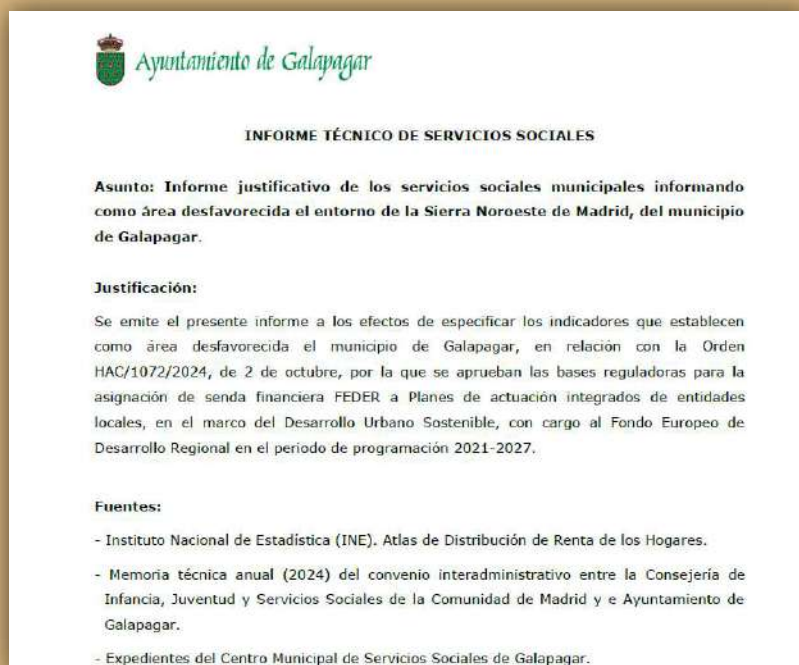 Ayuntamiento de Galapagar
INFORME TÉCNICO DE SERVICIOS SOCIALES
Asunto: Informe justificativo de los servicios sociales municipales informando
como área desfavorecida el entorno de la Sierra Noroeste de Madrid, del municipio
de Galapagar.
Justificación:
Se emite el presente informe a los efectos de especificar los indicadores que establecen
como área desfavorecida el municipio de Galapagar, en relación con la Orden
HAC/1072/2024, de 2 de octubre, por la que se aprueban las bases reguladoras para la
asignación de senda financiera FEDER a Planes de actuación integrados de entidades
locales, en el marco del Desarrollo Urbano Sostenible, con cargo al Fondo Europeo de
Desarrollo Regional en el periodo de programación 2021-2027.
Fuentes:
- Instituto Nacional de Estadística (INE). Atlas de Distribución de Renta de los Hogares.
- Memoria técnica anual (2024) del convenio interadministrativo entre la Consejería de
Infancia, Juventud y Servicios Sociales de la Comunidad de Madrid y e Ayuntamiento de
Galapagar.
- Expedientes del Centro Municipal de Servicios Sociales de Galapagar.